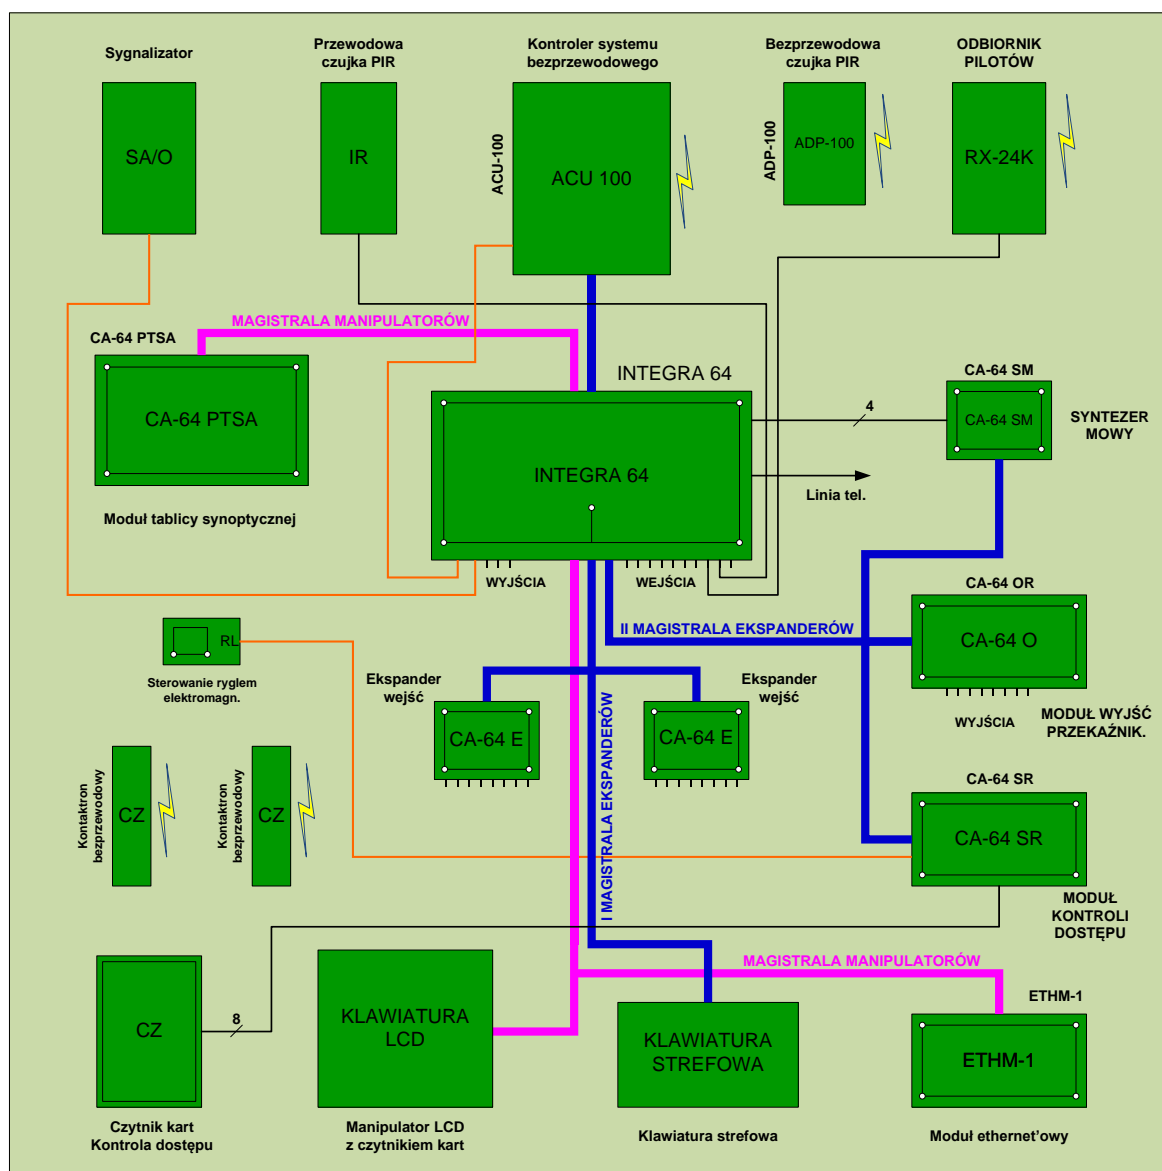 Sygnalizator
Przewodowa
czujka PIR
Kontroler systemu
bezprzewodowego
Bezprzewodowa
czujka PIR
ODBIORNIK
PILOTÓW
SA/O
IR
ACU-100
ACU 100
ADP-100
ADP-100
RX-24K
MAGISTRALA MANIPULATORÓW
CA-64 PTSA
CA-64 PTSA
Moduł tablicy synoptycznej
INTEGRA 64
INTEGRA 64
4
Linia tel.
CA-64 SM
CA-64 SM
SYNTEZER
MOWY
WYJŚCIA
WEJŚCIA
CA-64 OR
CA-64 O
II MAGISTRALA EKSPANDERÓW
WYJŚCIA
MODUŁ WYJŚĆ
PRZEKAŹNIK.
RL
Sterowanie ryglem
elektromagn.
Ekspander
wejść
Ekspander
wejść
CA-64 E
CA-64 E
I MAGISTRALA EKSPANDERÓW
Kontaktron
bezprzewodowy
CZ
Kontaktron
bezprzewodowy
CZ
CA-64 SR
CA-64 SR
MODUŁ
KONTROLI
DOSTĘPU
MAGISTRALA MANIPULATORÓW
8
CZ
KLAWIATURA
LCD
KLAWIATURA
STREFOWA
ETHM-1
ETHM-1
Czytnik kart
Kontrola dostępu
Manipulator LCD
z czytnikiem kart
Klawiatura strefowa
Moduł ethernet'owy